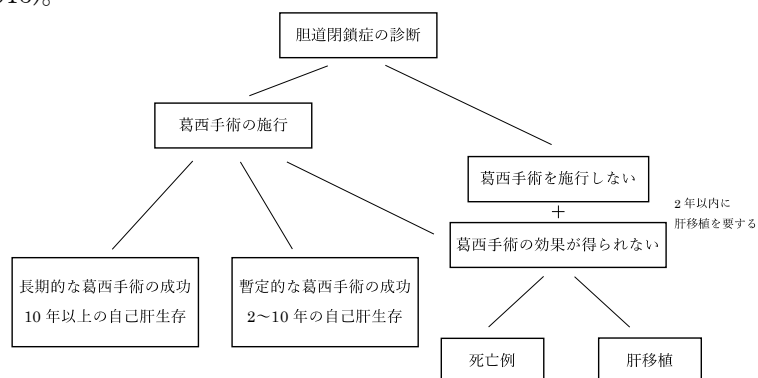 胆道閉鎖症の診断
葛西手術の施行
葛西手術を施行しない
+
2 年以内に
肝移植を要する
葛西手術の効果が得られない
長期的な葛西手術の成功
10 年以上の自己肝生存
暫定的な葛西手術の成功
2〜10 年の自己肝生存
死亡例
肝移植